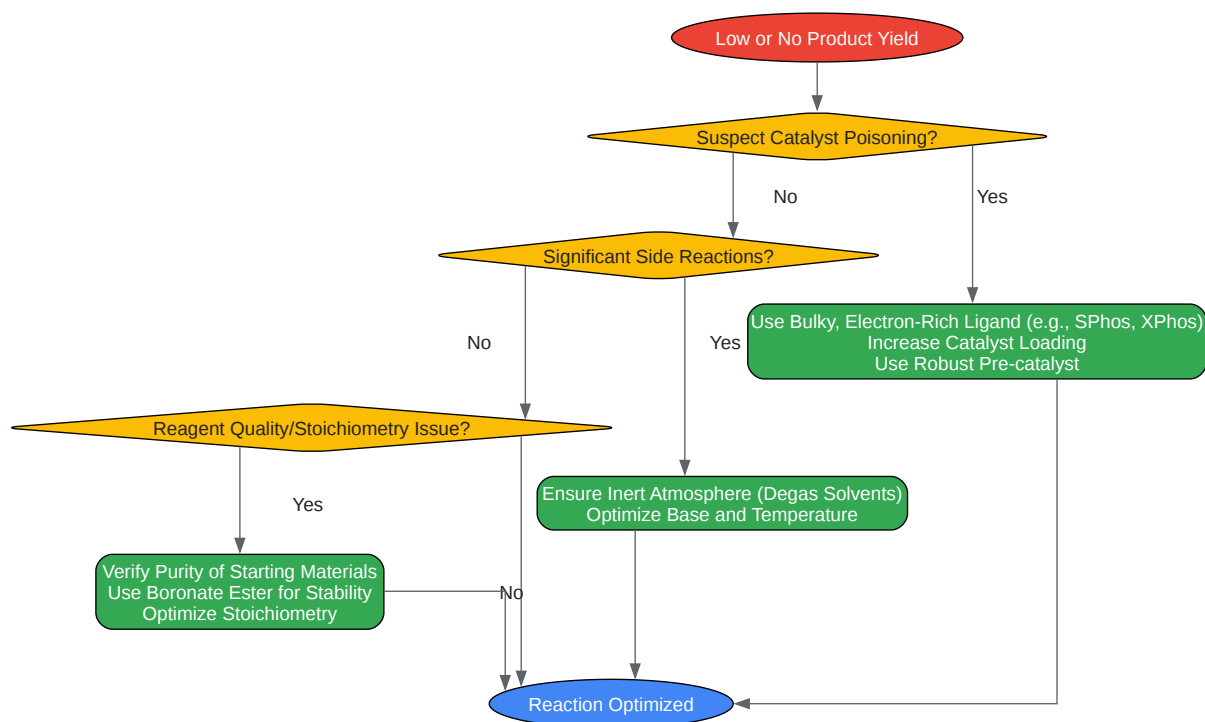 Low or No Product Yield
Suspect Catalyst Poisoning?
No
Yes
Significant Side Reactions?
Use Bulky, Electron-Rich Ligand (e.g., SPhos, XPhos)
Increase Catalyst Loading
Use Robust Pre-catalyst
No
Yes
Reagent Quality/Stoichiometry Issue?
Yes
Ensure Inert Atmosphere (Degas Solvents)
Optimize Base and Temperature
Verify Purity of Starting Materials
Use Boronate Ester for Stability
Optimize Stoichiometry
No
Reaction Optimized